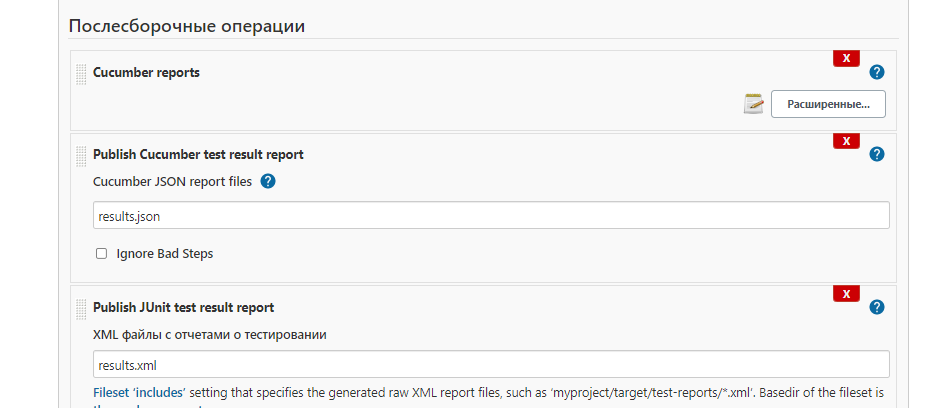 Послесборочные операции
X
Cucumber reports
?
Расширенные...
X
Publish Cucumber test result report
?
Cucumber JSON report files ?
results.json
Ignore Bad Steps
X
Publish JUnit test result report
?
XML файлы с отчетами о тестировании
results.xml
Fileset ‘includes’ setting that specifies the generated raw XML report files, such as ‘myproject/target/test-reports/*.xml’. Basedir of the fileset is